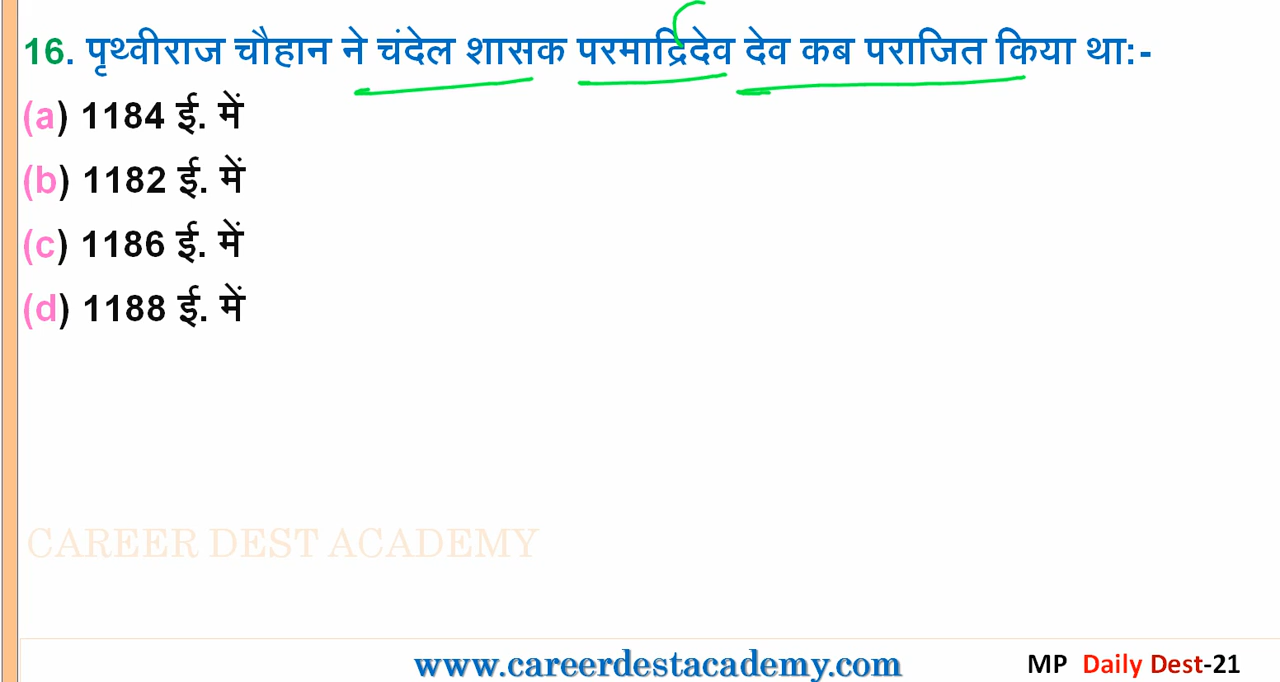 16. पृथ्वीराज चौहान ने चंदेल शासक परमाद्रिदेव देव कब पराजित किया था:-
(a) 1184 ई. में
(b) 1182 ई. में
(c) 1186 ई. में
(d) 1188 ई. में
CAREER DEST ACADEMY
www.careerdestacademy.com
MP Daily Dest-21